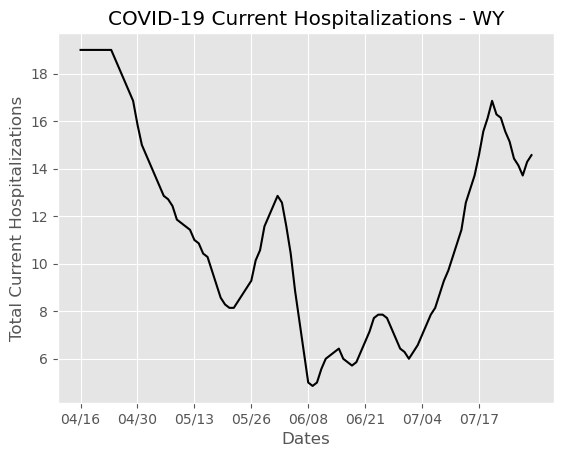 COVID-19 Current Hospitalizations - WY
Total Current Hospitalizations
18
16
14
12
10
8
6
04/16 04/30 05/13 05/26 06/08 06/21 07/04 07/17
Dates